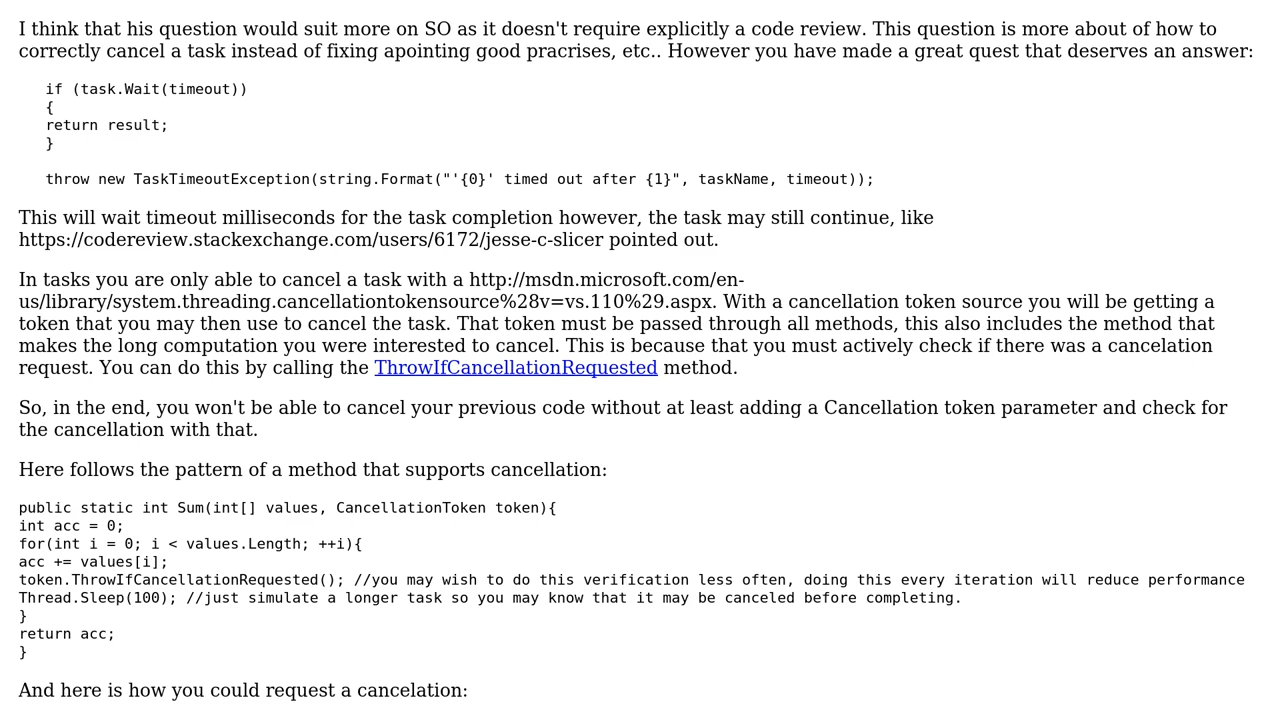 I think that his question would suit more on SO as it doesn't require explicitly a code review. This question is more about of how to
correctly cancel a task instead of fixing apointing good pracrises, etc.. However you have made a great quest that deserves an answer:
if (task.Wait(timeout))
{
return result;
}
throw new TaskTimeoutException(string.Format("'{0}' timed out after {1}", taskName, timeout));
This will wait timeout milliseconds for the task completion however, the task may still continue, like
https://codereview.stackexchange.com/users/6172/jesse-c-slicer pointed out.
In tasks you are only able to cancel a task with a http://msdn.microsoft.com/en-
us/library/system.threading.cancellationtokensource%28v=vs.110%29.aspx. With a cancellation token source you will be getting a
token that you may then use to cancel the task. That token must be passed through all methods, this also includes the method that
makes the long computation you were interested to cancel. This is because that you must actively check if there was a cancelation
request. You can do this by calling the ThrowIfCancellationRequested method.
So, in the end, you won't be able to cancel your previous code without at least adding a Cancellation token parameter and check for
the cancellation with that.
Here follows the pattern of a method that supports cancellation:
public static int Sum(int[] values, CancellationToken token){
int acc = 0;
for(int i = 0; i < values.Length; ++i){
acc += values[i];
token.ThrowIfCancellationRequested(); //you may wish to do this verification less often, doing this every iteration will reduce performance
Thread.Sleep(100); //just simulate a longer task so you may know that it may be canceled before completing.
}
return acc;
}
And here is how you could request a cancelation: